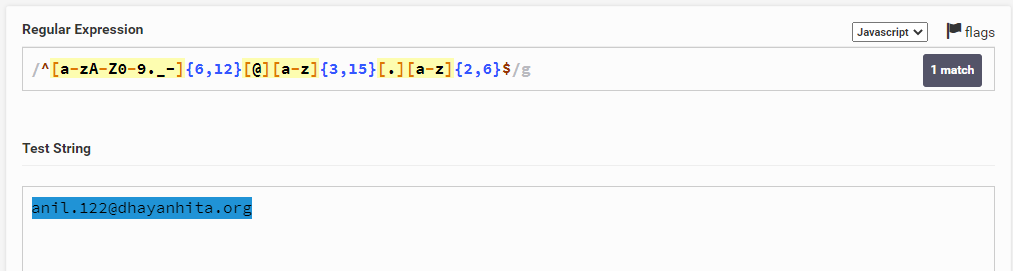 Regular Expression
Javascript
flags
/^[a-zA-Z0-9._-]{6,12}[@][a-z]{3,15}[.][a-z]{2,6}$/g
1 match
Test String
anil.122@dhayanhita.org